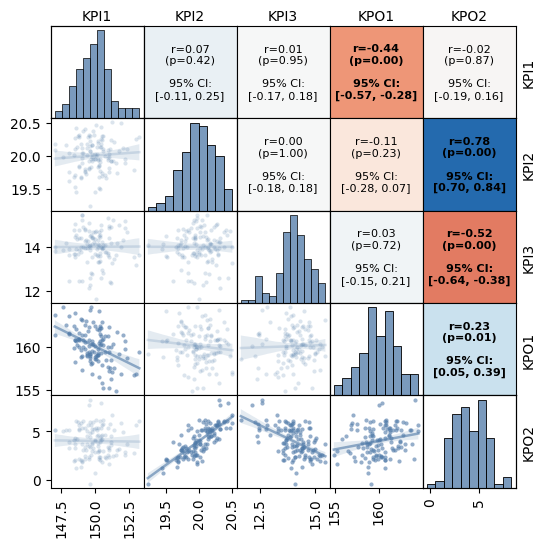 KPI1 KPI2 KPI3 KPO1 KPO2
r=0.07 r=0.01 r=-0.44 r=-0.02
(p=0.42) (p=0.95) (p=0.00) (p=0.87)
95% CI: 95% CI: 95% CI: 95% CI:
[-0.11, 0.25] [-0.17, 0.18] [-0.57, -0.28] [-0.19, 0.16]
KPI1
20.5
r=0.00 r=-0.11 r=0.78
(p=1.00) (p=0.23) (p=0.00)
20.0
95% CI: 95% CI: 95% CI:
[-0.18, 0.18] [-0.28, 0.07] [0.70, 0.84]
19.5
KPI2
r=0.03 r=-0.52
(p=0.72) (p=0.00)
14
95% CI: 95% CI:
[-0.15, 0.21] [-0.64, -0.38]
12
KPI3
r=0.23
(p=0.01)
160
95% CI:
[0.05, 0.39]
155
KPO1
5
0
KPO2
147.5 150.0 152.5 19.5 20.0 20.5 12.5 15.0 155 160 0 5